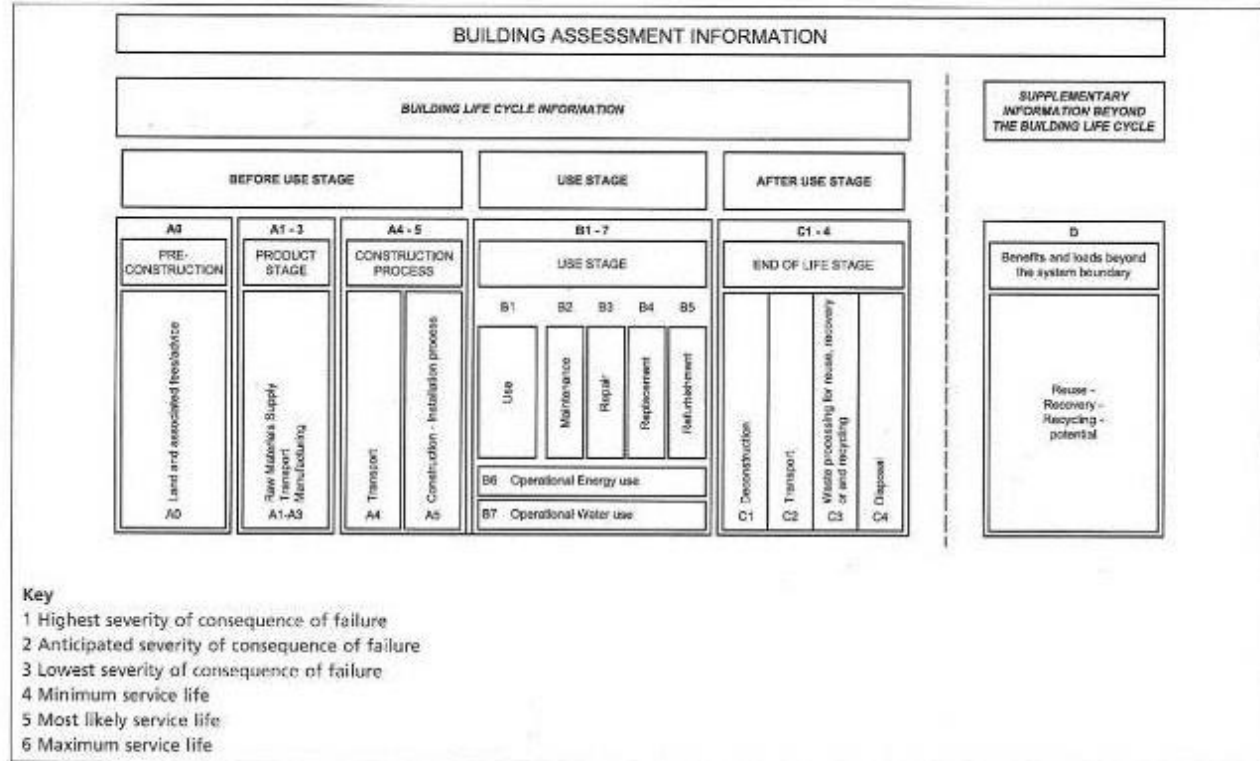 BUILDING ASSESSMENT INFORMATION
BUILDING LIFE CYCLE INFORMATION
SUPPLEMENTARY
INFORMATION BEYOND
THE BUILDING LIFE CYCLE
BEFORE USE STAGE
USE STAGE
AFTER USE STAGE
A0
PRE-
CONSTRUCTION
Land and associated fees/advice
A0
A1 - 3
PRODUCT
STAGE
Raw Materials Supply
Transport
Manufacturing
A1-A3
A4 - 5
CONSTRUCTION
PROCESS
Transport
A4
Construction - Installation process
A5
B1 - 7
USE STAGE
B1
Use
B2
Maintenance
B3
Repair
B4
Replacement
B5
Refurbishment
B6 Operational Energy use
B7 Operational Water use
C1 - 4
END OF LIFE STAGE
Deconstruction
C1
Transport
C2
Waste processing for reuse, recovery
or and recycling
C3
Disposal
C4
D
Benefits and loads beyond
the system boundary
Reuse -
Recovery -
Recycling -
potential
Key
1 Highest severity of consequence of failure
2 Anticipated severity of consequence of failure
3 Lowest severity of consequence of failure
4 Minimum service life
5 Most likely service life
6 Maximum service life